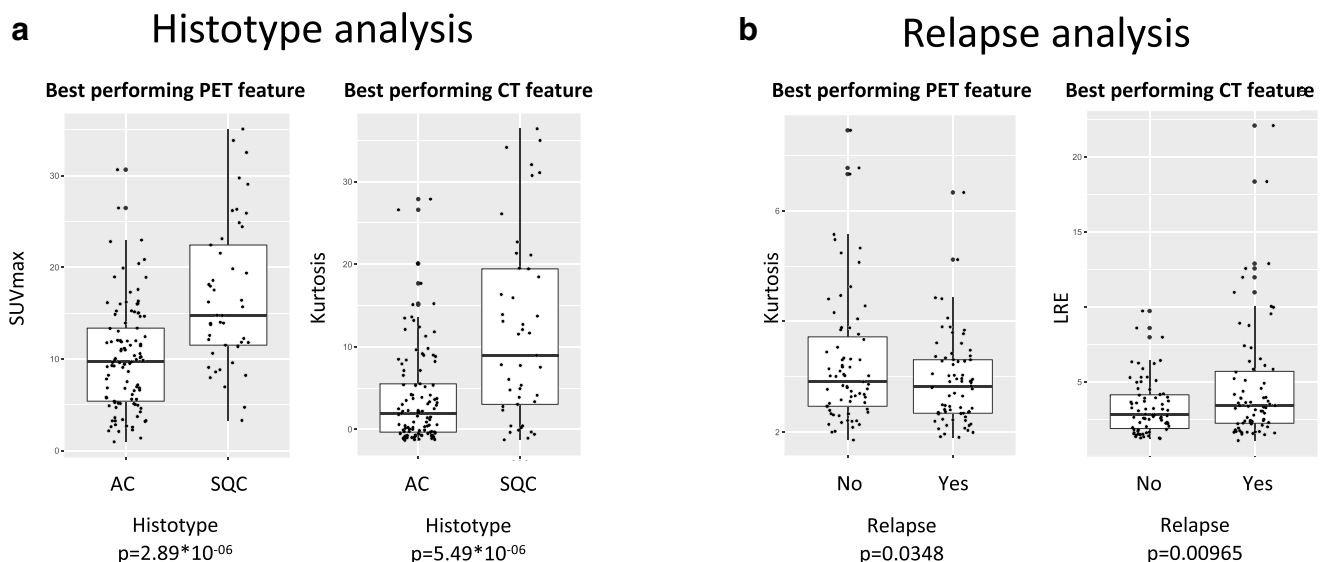 a
Histotype analysis
Best performing PET feature
SUVmax
30
20
10
0
AC
SQC
Histotype
p=2.89*10-06
Best performing CT feature
Kurtosis
30
20
10
0
AC
SQC
Histotype
p=5.49*10-06
b
Relapse analysis
Best performing PET feature
Kurtosis
6
2
No
Yes
Relapse
p=0.0348
Best performing CT feature
LRE
20
15
5
No
Yes
Relapse
p=0.00965